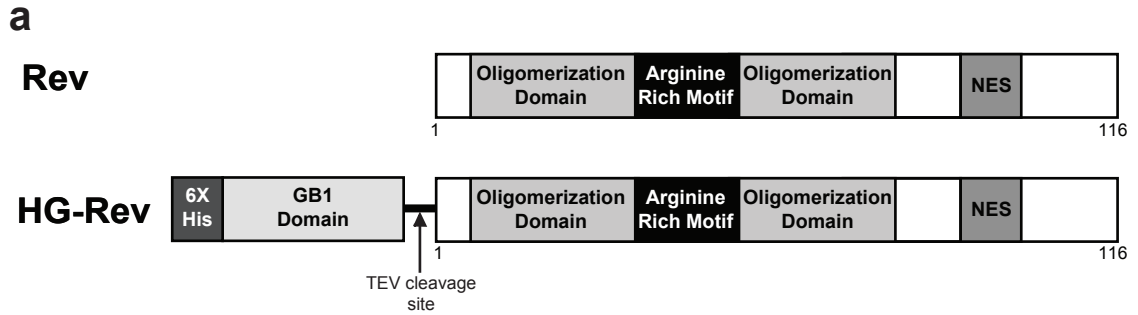 a
Rev
Oligomerization Domain
Arginine Rich Motif
Oligomerization Domain
NES
1
116
HG-Rev
6X His
GB1 Domain
Oligomerization Domain
Arginine Rich Motif
Oligomerization Domain
NES
1
116
TEV cleavage
site